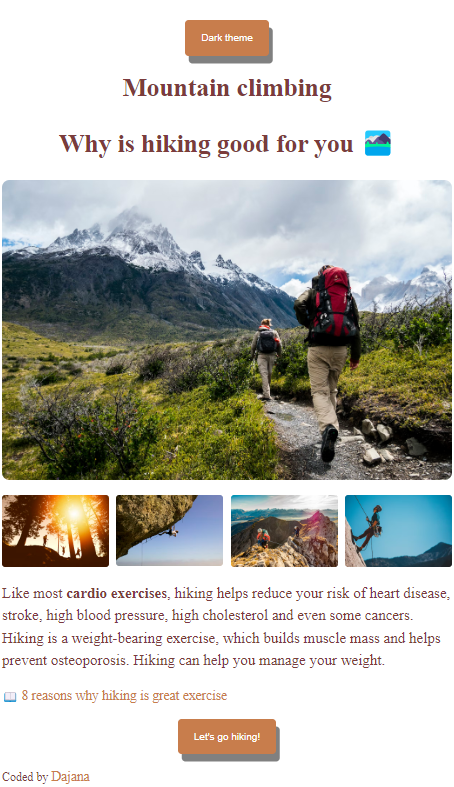 Dark theme
Mountain climbing
Why is hiking good for you
Like most cardio exercises, hiking helps reduce your risk of heart disease,
stroke, high blood pressure, high cholesterol and even some cancers.
Hiking is a weight-bearing exercise, which builds muscle mass and helps
prevent osteoporosis. Hiking can help you manage your weight.
8 reasons why hiking is great exercise
Let's go hiking!
Coded by Dajana